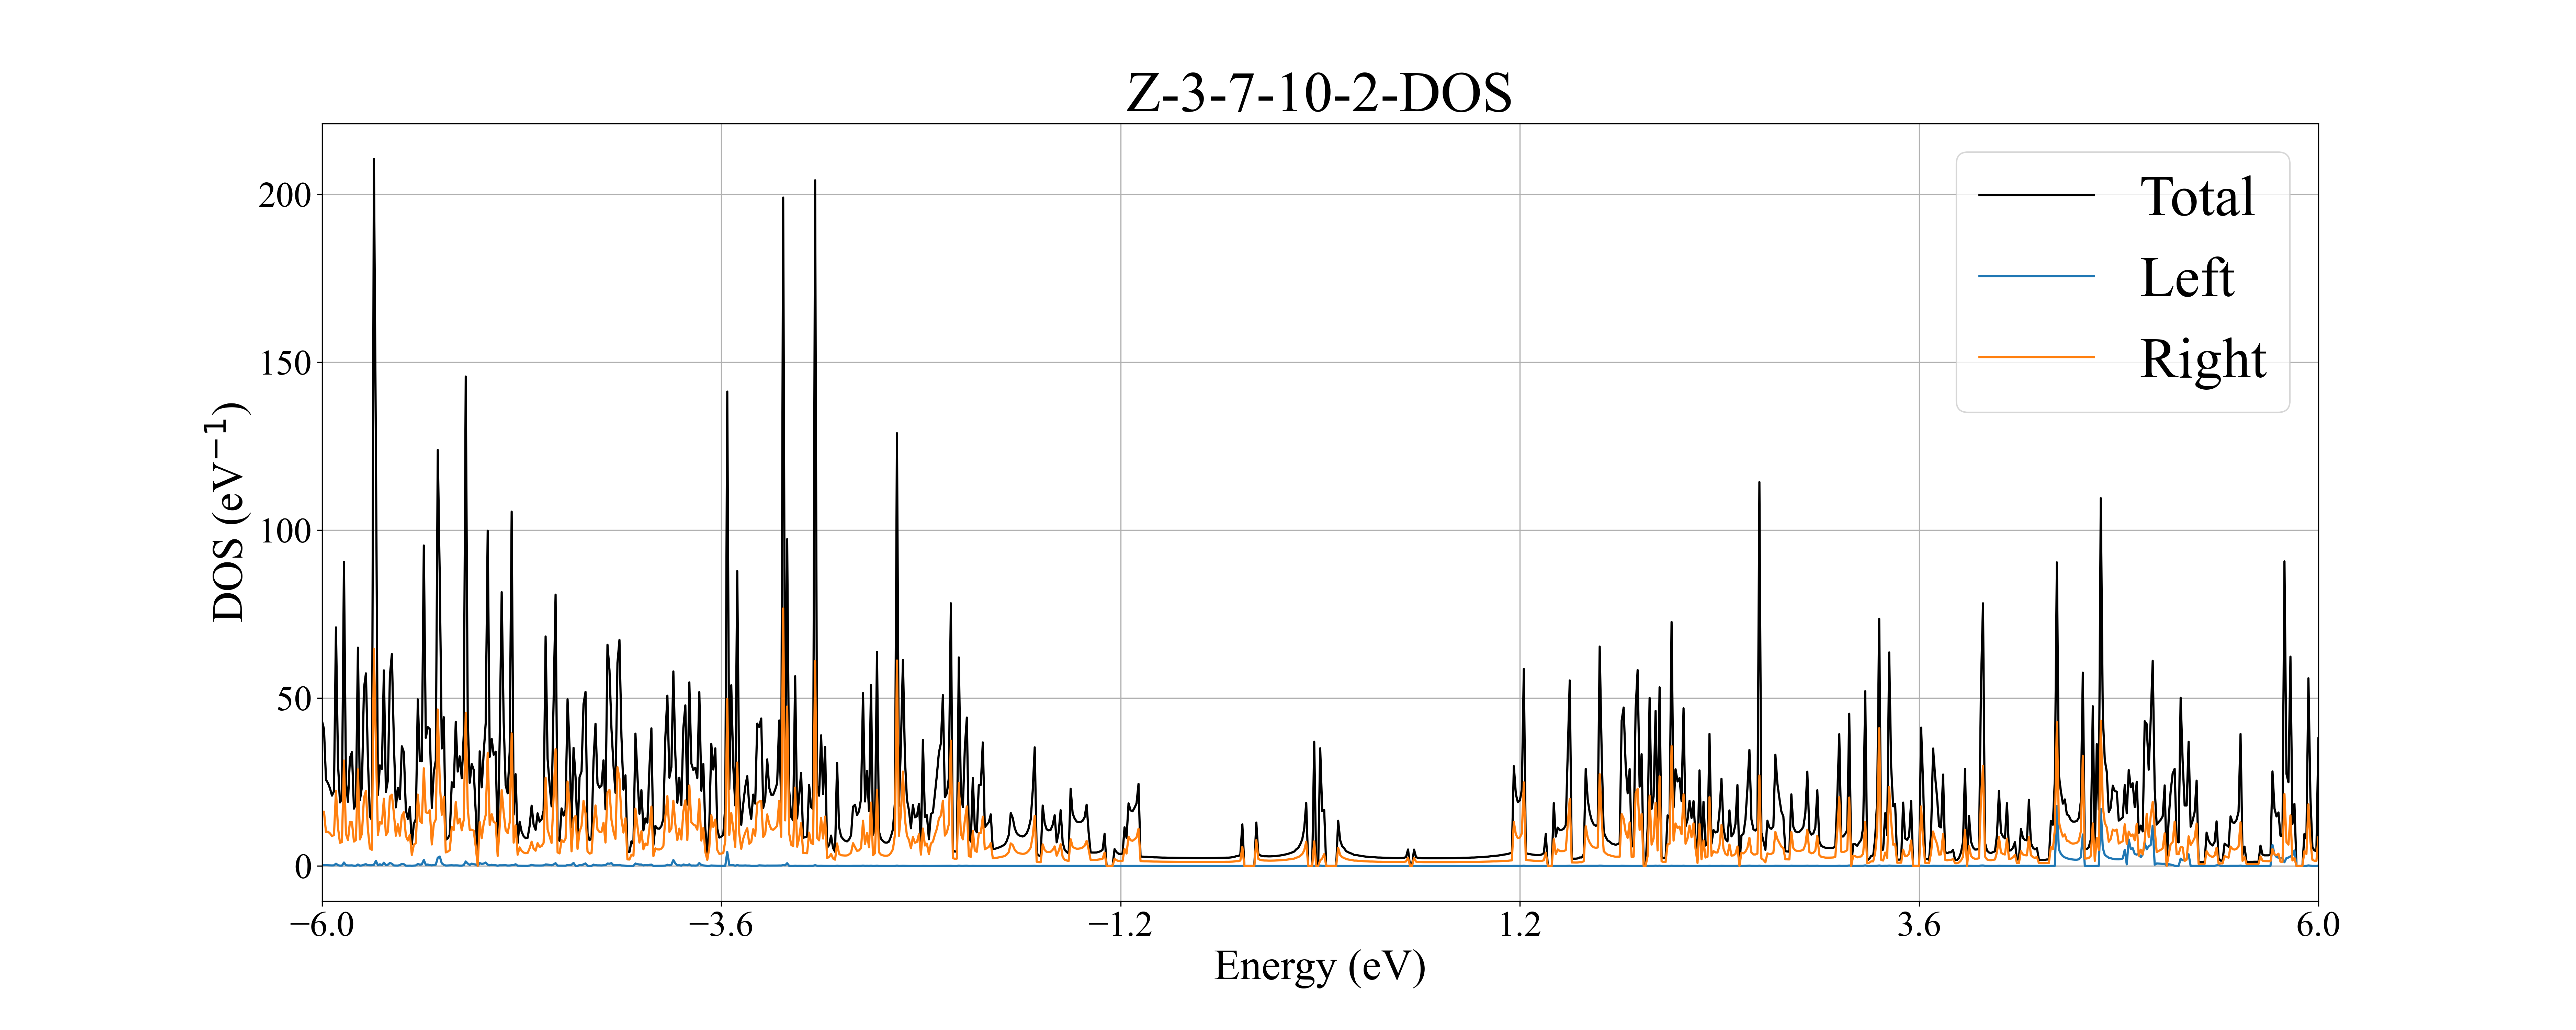 Z-3-7-10-2-DOS
Total
Left
Right
DOS (eV⁻¹)
200
150
100
50
0
−6.0 −3.6 −1.2 1.2 3.6 6.0
Energy (eV)